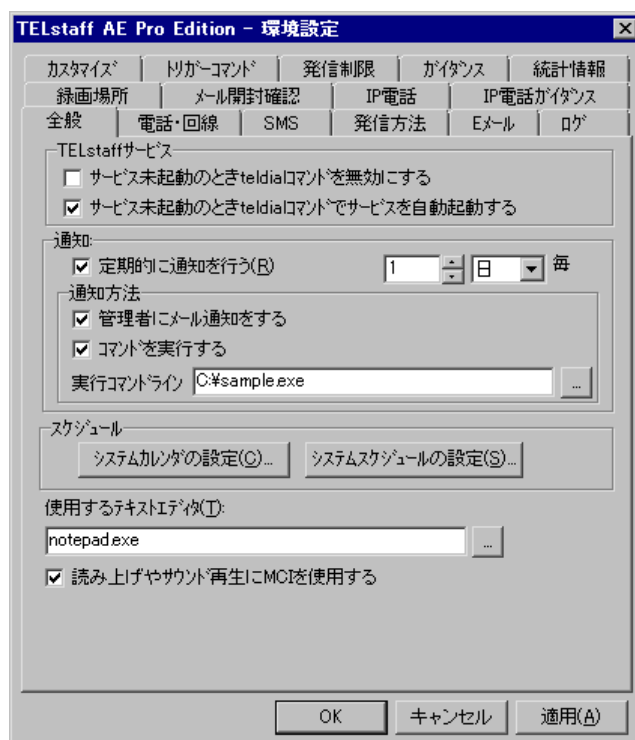 TELstaff AE Pro Edition - 環境設定
カスタマイズ トリガーコマンド 発信制限 ガイダンス 統計情報
録画場所 メール開封確認 IP電話 IP電話ガイダンス
全般 電話・回線 SMS 発信方法 Eメール ログ
TELstaffサービス
サービス未起動のときteldialコマンドを無効にする
サービス未起動のときteldialコマンドでサービスを自動起動する
通知:
定期的に通知を行う(R) 1 日 毎
通知方法
管理者にメール通知をする
コマンドを実行する
実行コマンドライン C:¥sample.exe ...
スケジュール
システムカレンダの設定(C)... システムスケジュールの設定(S)...
使用するテキストエディタ(T):
notepad.exe ...
読み上げやサウンド再生にMCIを使用する
OK キャンセル 適用(A)